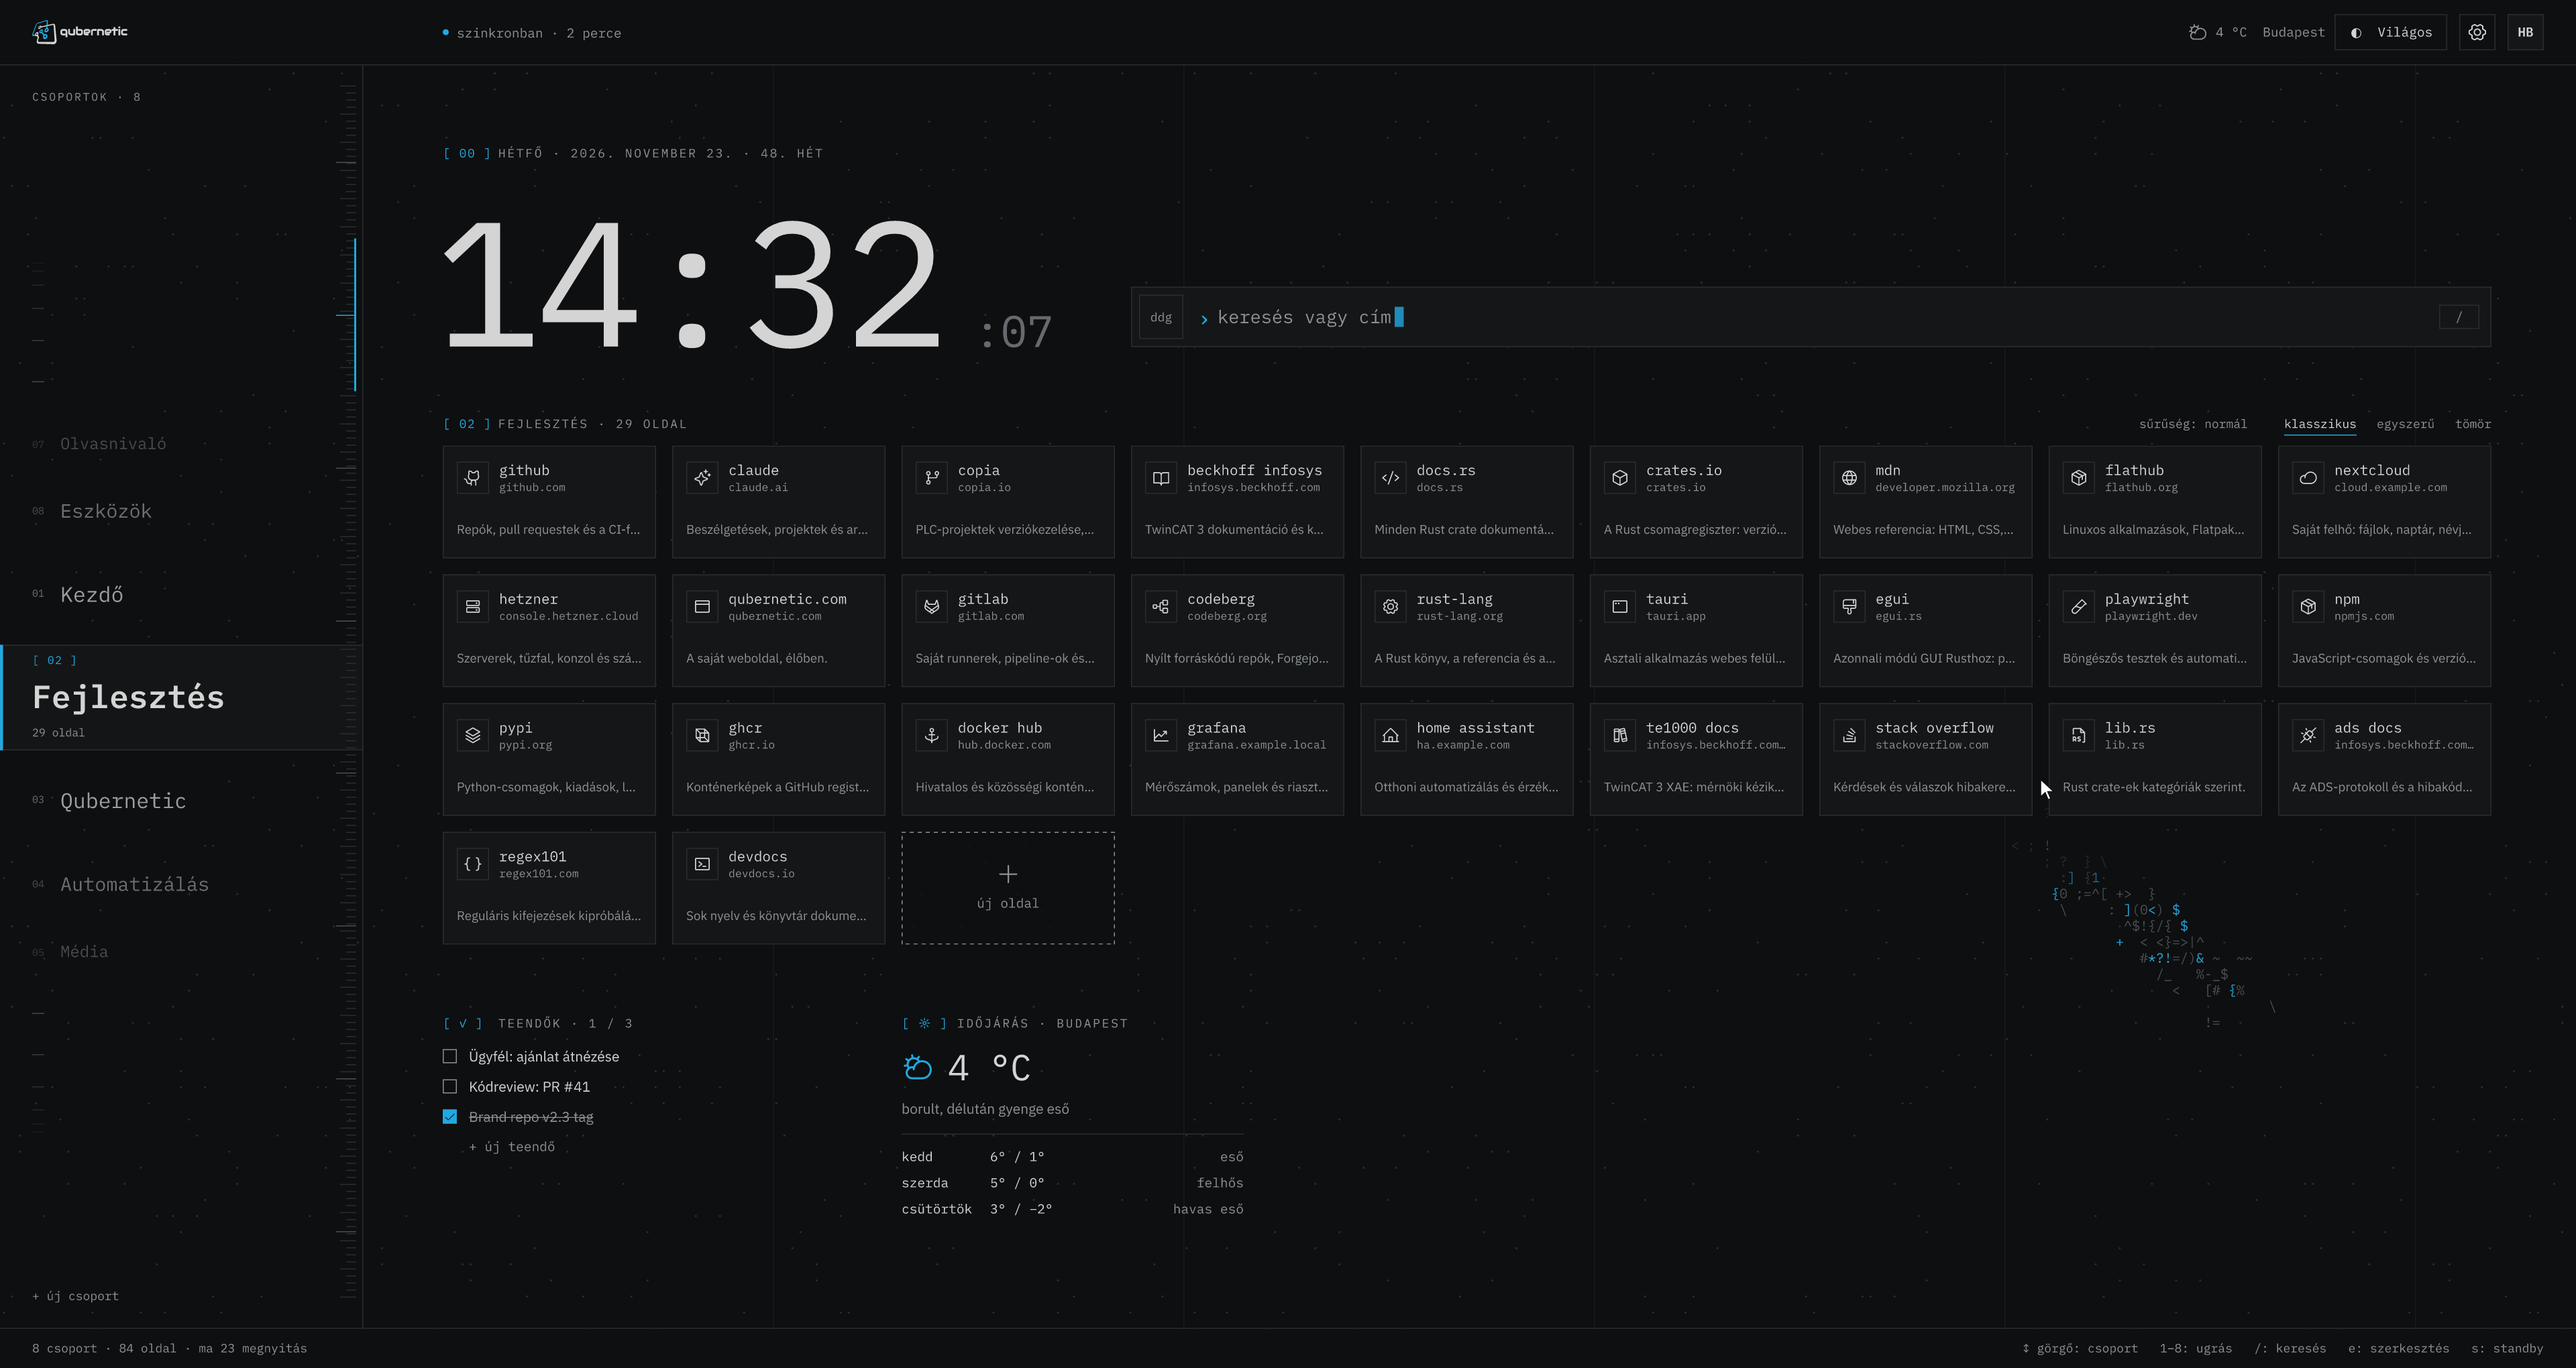 qubernetic
szinkronban · 2 perce
4 °C Budapest
Világos
HB
CSOPORTOK · 8
07 Olvasnivaló
08 Eszközök
01 Kezdő
[ 02 ]
Fejlesztés
29 oldal
03 Qubernetic
04 Automatizálás
05 Média
+ új csoport
[ 00 ] HÉTFŐ · 2026. NOVEMBER 23. · 48. HÉT
14:32 :07
ddg › keresés vagy cím /
[ 02 ] FEJLESZTÉS · 29 OLDAL
sűrűség: normál klasszikus egyszerű tömör
github
github.com
Repók, pull requestek és a CI-f…
claude
claude.ai
Beszélgetések, projektek és ar…
copia
copia.io
PLC-projektek verziókezelése,…
beckhoff infosys
infosys.beckhoff.com
TwinCAT 3 dokumentáció és k…
docs.rs
docs.rs
Minden Rust crate dokumentá…
crates.io
crates.io
A Rust csomagregiszter: verzió…
mdn
developer.mozilla.org
Webes referencia: HTML, CSS,…
flathub
flathub.org
Linuxos alkalmazások, Flatpak…
nextcloud
cloud.example.com
Saját felhő: fájlok, naptár, névj…
hetzner
console.hetzner.cloud
Szerverek, tűzfal, konzol és szá…
qubernetic.com
qubernetic.com
A saját weboldal, élőben.
gitlab
gitlab.com
Saját runnerek, pipeline-ok és…
codeberg
codeberg.org
Nyílt forráskódú repók, Forgejo…
rust-lang
rust-lang.org
A Rust könyv, a referencia és a…
tauri
tauri.app
Asztali alkalmazás webes felül…
egui
egui.rs
Azonnali módú GUI Rusthoz: p…
playwright
playwright.dev
Böngészős tesztek és automati…
npm
npmjs.com
JavaScript-csomagok és verzió…
pypi
pypi.org
Python-csomagok, kiadások, l…
ghcr
ghcr.io
Konténerképek a GitHub regist…
docker hub
hub.docker.com
Hivatalos és közösségi kontén…
grafana
grafana.example.local
Mérőszámok, panelek és riaszt…
home assistant
ha.example.com
Otthoni automatizálás és érzék…
te1000 docs
infosys.beckhoff.com…
TwinCAT 3 XAE: mérnöki kézik…
stack overflow
stackoverflow.com
Kérdések és válaszok hibakere…
lib.rs
lib.rs
Rust crate-ek kategóriák szerint.
ads docs
infosys.beckhoff.com…
Az ADS-protokoll és a hibakód…
regex101
regex101.com
Reguláris kifejezések kipróbálá…
devdocs
devdocs.io
Sok nyelv és könyvtár dokume…
+
új oldal
[ √ ] TEENDŐK · 1 / 3
Ügyfél: ajánlat átnézése
Kódreview: PR #41
Brand repo v2.3 tag
+ új teendő
[ ☼ ] IDŐJÁRÁS · BUDAPEST
4 °C
borult, délután gyenge eső
kedd 6° / 1° eső
szerda 5° / 0° felhős
csütörtök 3° / −2° havas eső
8 csoport · 84 oldal · ma 23 megnyitás
↕ görgő: csoport 1–8: ugrás /: keresés e: szerkesztés s: standby